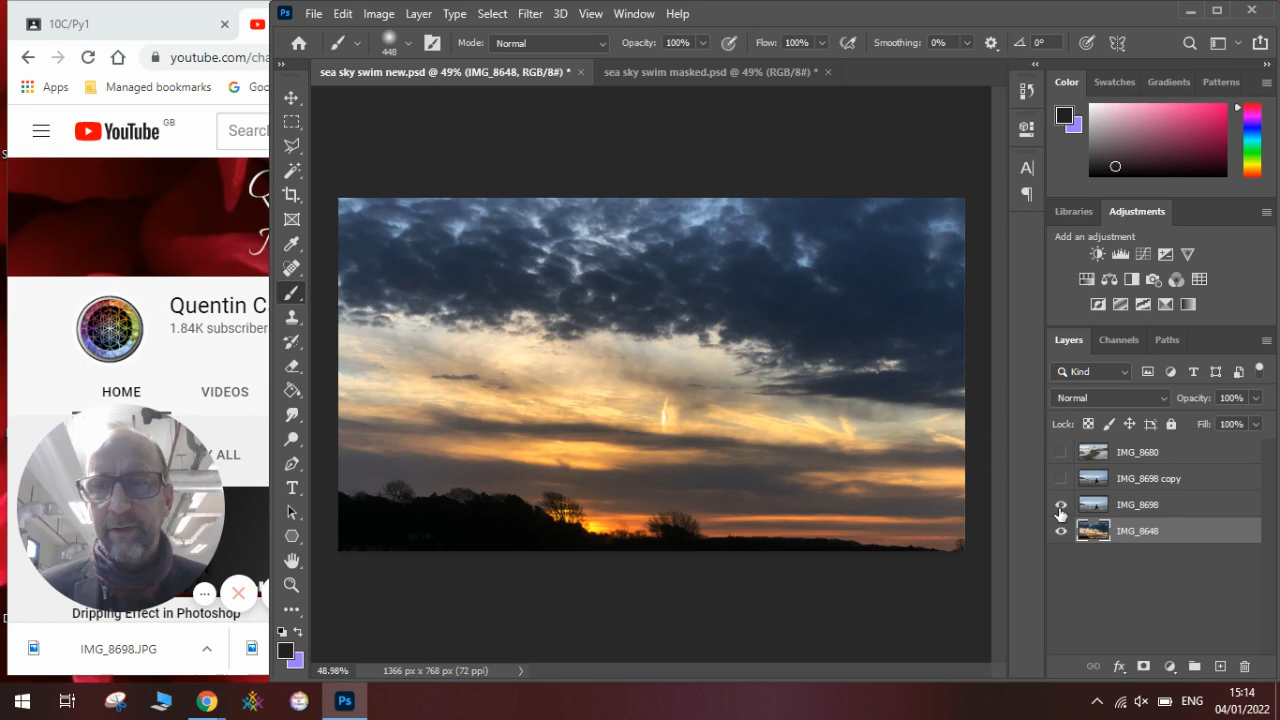 10C/Py1
youtube.com/cha
Apps
Managed bookmarks
Goo
YouTube
GB
Search
Quentin C
1.84K subscriber
HOME
VIDEOS
Y ALL
Dripping Effect in Photoshop
IMG_8698.JPG
Ps
File
Edit
Image
Layer
Type
Select
Filter
3D
View
Window
Help
448
Mode:
Normal
Opacity:
100%
Flow:
100%
Smoothing:
0%
0°
sea sky swim new.psd @ 49% (IMG_8648, RGB/8#) *
sea sky swim masked.psd @ 49% (RGB/8#) *
Color
Swatches
Gradients
Patterns
Libraries
Adjustments
Add an adjustment
Layers
Channels
Paths
Kind
Normal
Opacity:
100%
Lock:
Fill:
100%
IMG_8680
IMG_8698 copy
IMG_8698
IMG_8648
48.98%
1366 px x 768 px (72 ppi)
Ps
ENG
15:14
04/01/2022